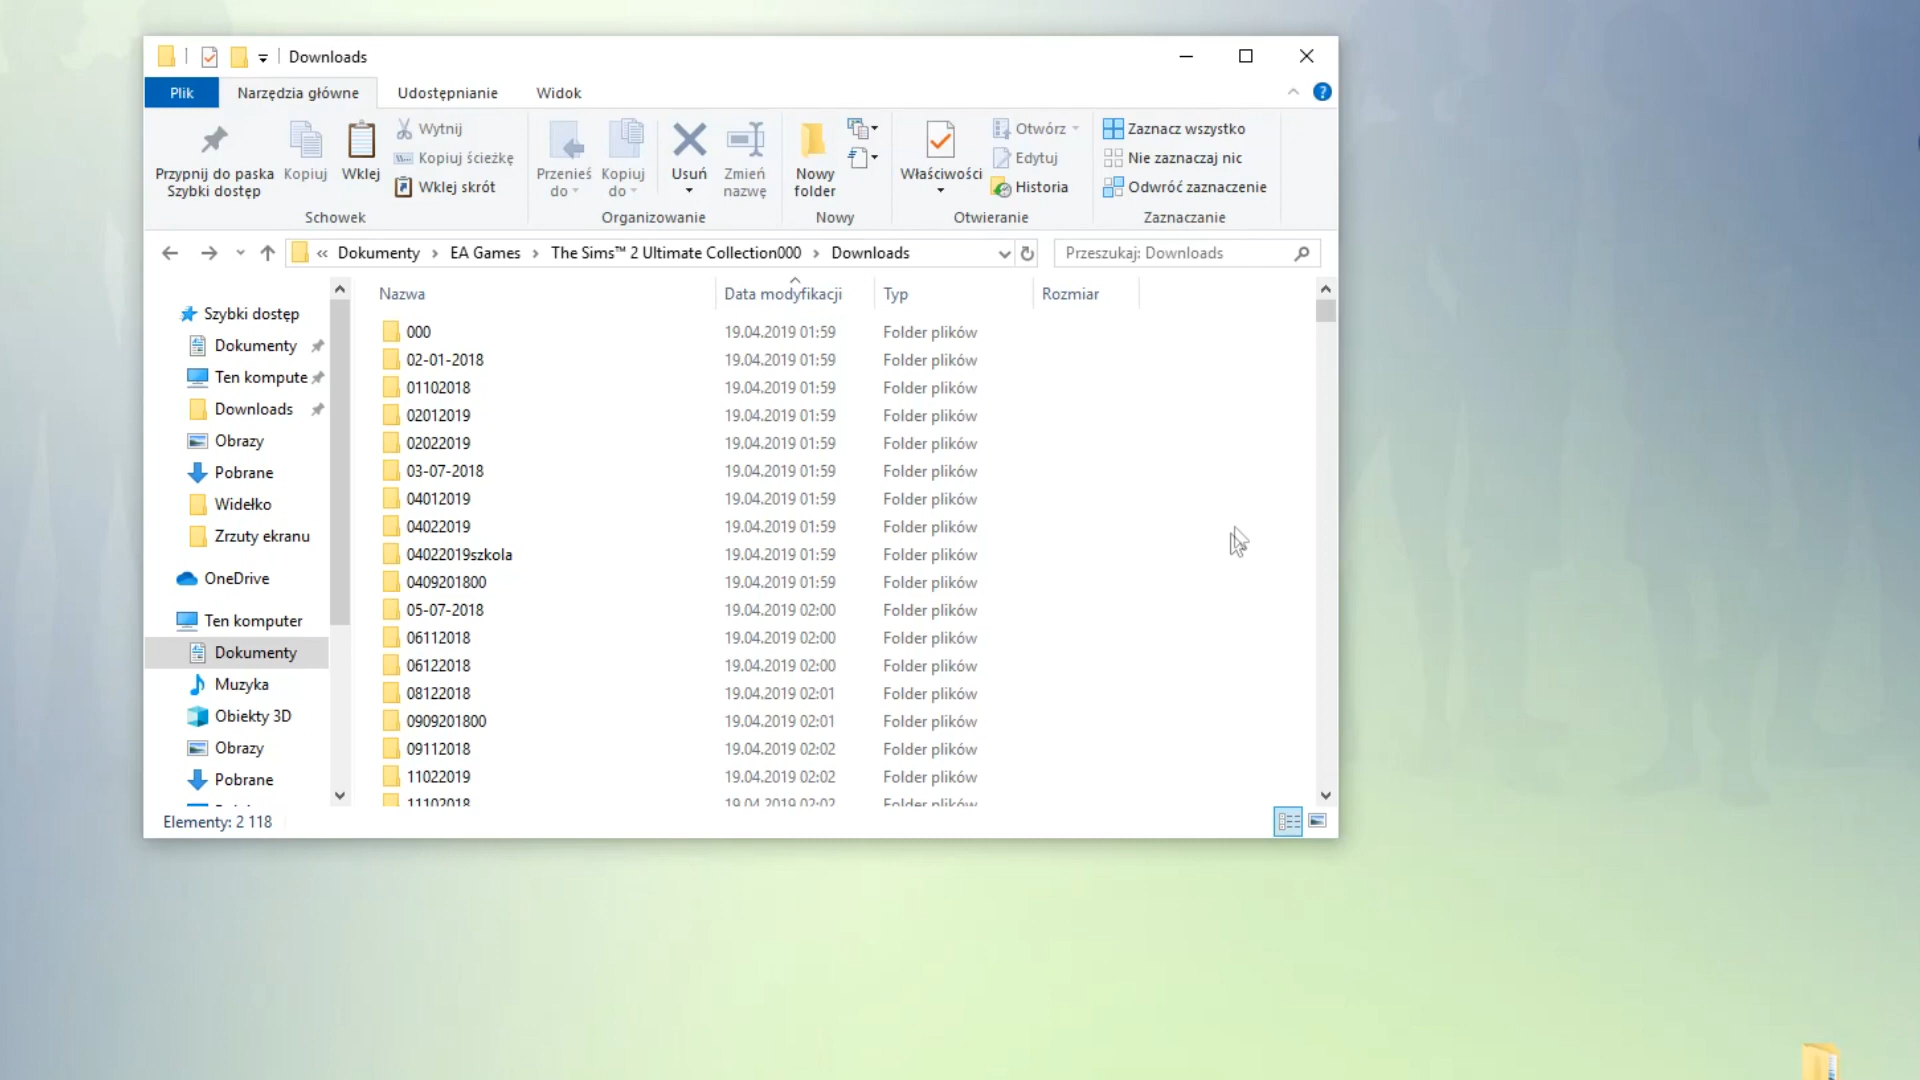 Downloads
Plik Narzędzia główne Udostępnianie Widok
Przypnij do paska Szybki dostęp
Kopiuj
Wklej
Wytnij
Kopiuj ścieżkę
Wklej skrót
Schowek
Przenieś do
Kopiuj do
Usuń
Zmień nazwę
Organizowanie
Nowy folder
Nowy
Właściwości
Otwórz
Edytuj
Historia
Otwieranie
Zaznacz wszystko
Nie zaznaczaj nic
Odwróć zaznaczenie
Zaznaczanie
« Dokumenty › EA Games › The Sims™ 2 Ultimate Collection000 › Downloads
Przeszukaj: Downloads
Szybki dostęp
Dokumenty
Ten kompute
Downloads
Obrazy
Pobrane
Widełko
Zrzuty ekranu
OneDrive
Ten komputer
Dokumenty
Muzyka
Obiekty 3D
Obrazy
Pobrane
Nazwa Data modyfikacji Typ Rozmiar
000 19.04.2019 01:59 Folder plików
02-01-2018 19.04.2019 01:59 Folder plików
01102018 19.04.2019 01:59 Folder plików
02012019 19.04.2019 01:59 Folder plików
02022019 19.04.2019 01:59 Folder plików
03-07-2018 19.04.2019 01:59 Folder plików
04012019 19.04.2019 01:59 Folder plików
04022019 19.04.2019 01:59 Folder plików
04022019szkola 19.04.2019 01:59 Folder plików
0409201800 19.04.2019 01:59 Folder plików
05-07-2018 19.04.2019 02:00 Folder plików
06112018 19.04.2019 02:00 Folder plików
06122018 19.04.2019 02:00 Folder plików
08122018 19.04.2019 02:01 Folder plików
0909201800 19.04.2019 02:01 Folder plików
09112018 19.04.2019 02:02 Folder plików
11022019 19.04.2019 02:02 Folder plików
11102018 19.04.2019 02:02 Folder plików
Elementy: 2 118